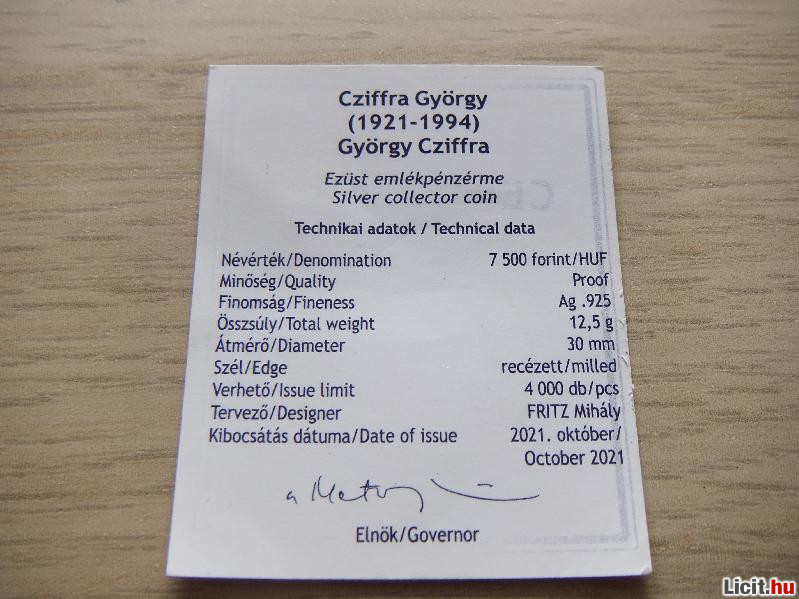 Cziffra György
(1921-1994)
György Cziffra
Ezüst emlékpénzérme
Silver collector coin
Technikai adatok / Technical data
Névérték/Denomination 7 500 forint/HUF
Minőség/Quality Proof
Finomság/Fineness Ag .925
Összsúly/Total weight 12,5 g
Átmérő/Diameter 30 mm
Szél/Edge recézett/milled
Verhető/Issue limit 4 000 db/pcs
Tervező/Designer FRITZ Mihály
Kibocsátás dátuma/Date of issue 2021. október/
October 2021
Elnök/Governor
Licit.hu